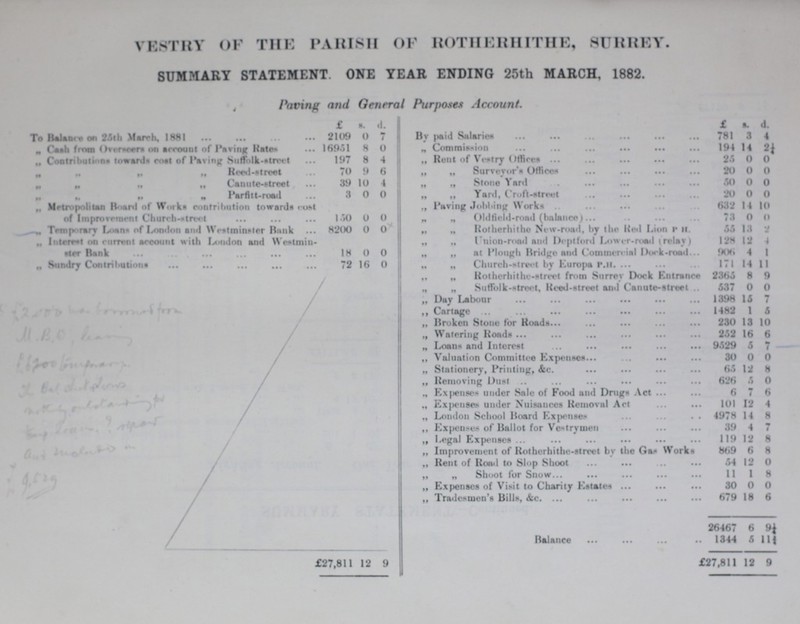 VESTRY OF THE PARISH OF ROTHERHITHE, SURREY.
SUMMARY STATEMENT. ONE YEAR ENDING 25th MARCH, 1882.
Paving and General Purposes Account.
£ s. d.
To Balance on 25th March, 1881 ... ... ... ... 2109 0 7
„ Cash from Overseers on account of Paving Rates ... 16951 8 0
„ Contributions towards cost of Paving Suffolk-street ... 197 8 4
„ „ „ „ Reed-street ... 70 9 6
„ „ „ „ Canute-street ... 39 10 4
„ „ „ „ Parfitt-road ... 3 0 0
„ Metropolitan Board of Works contribution towards cost
of Improvement Church-street ... ... ... 150 0 0
„ Temporary Loans of London and Westminster Bank ... 8200 0 0
„ Interest on current account with London and Westmin-
ster Bank ... ... ... ... ... ... 18 0 0
„ Sundry Contributions ... ... ... ... ... 72 16 0
£27,811 12 9
£ s. d.
By paid Salaries ... ... ... ... ... ... 781 3 4
„ Commission ... ... ... ... ... ... 194 14 2¼
„ Rent of Vestry Offices ... ... ... ... ... 25 0 0
„ „ Surveyor's Offices ... ... ... ... 20 0 0
„ „ Stone Yard ... ... ... ... ... 50 0 0
„ „ Yard, Croft-street ... ... ... ... 20 0 0
„ Paving Jobbing Works ... ... ... ... ... 632 14 10
„ „ Oldfield-road (balance) ... ... ... ... 73 0 0
„ „ Rotherhithe New-road, by the Red Lion P H. 55 13 2
„ „ Union-road and Deptford Lower-road (relay) 128 12 4
„ „ at Plough Bridge and Commercial Dock-road... 906 4 1
„ „ Church-street by Europa P.H. ... ... ... 171 14 11
„ „ Rotherhithe-street from Surrey Dock Entrance 2365 8 9
„ „ Suffolk-street, Reed-street and Canute-street .. 537 0 0
„ Day Labour ... ... ... ... ... ... 1398 15 7
„ Cartage ... ... ... ... ... ... ... 1482 1 5
„ Broken Stone for Roads... ... ... ... ... 230 13 10
„ Watering Roads ... ... ... ... ... ... 252 16 6
„ Loans and Interest ... ... ... ... ... 9529 5 7
„ Valuation Committee Expenses... ... ... ... 30 0 0
„ Stationery, Printing, &c. ... ... ... ... 65 12 8
„ Removing Dust .. ... ... ... ... ... 626 5 0
„ Expenses under Sale of Food and Drugs Act ... ... 6 7 6
„ Expenses under Nuisances Removal Act ... ... 101 12 4
„ London School Board Expenses ... ... ... 4978 14 8
„ Expenses of Ballot for Vestrymen ... ... ... 39 4 7
„ Legal Expenses ... ... ... ... ... ... 119 12 8
„ Improvement of Rotherhithe-street by the Gas Works 869 6 8
„ Rent of Road to Slop Shoot ... ... ... ... 54 12 0
„ „ Shoot for Snow... ... ... ... ... 11 1 8
„ Expenses of Visit to Charity Estates ... ... ... 30 0 0
„ Tradesmen's Bills, &c. ... ... ... ... ... 679 18 6
26467 6 9¼
Balance ... ... ... .. 1344 5 11¾
£27,811 12 9